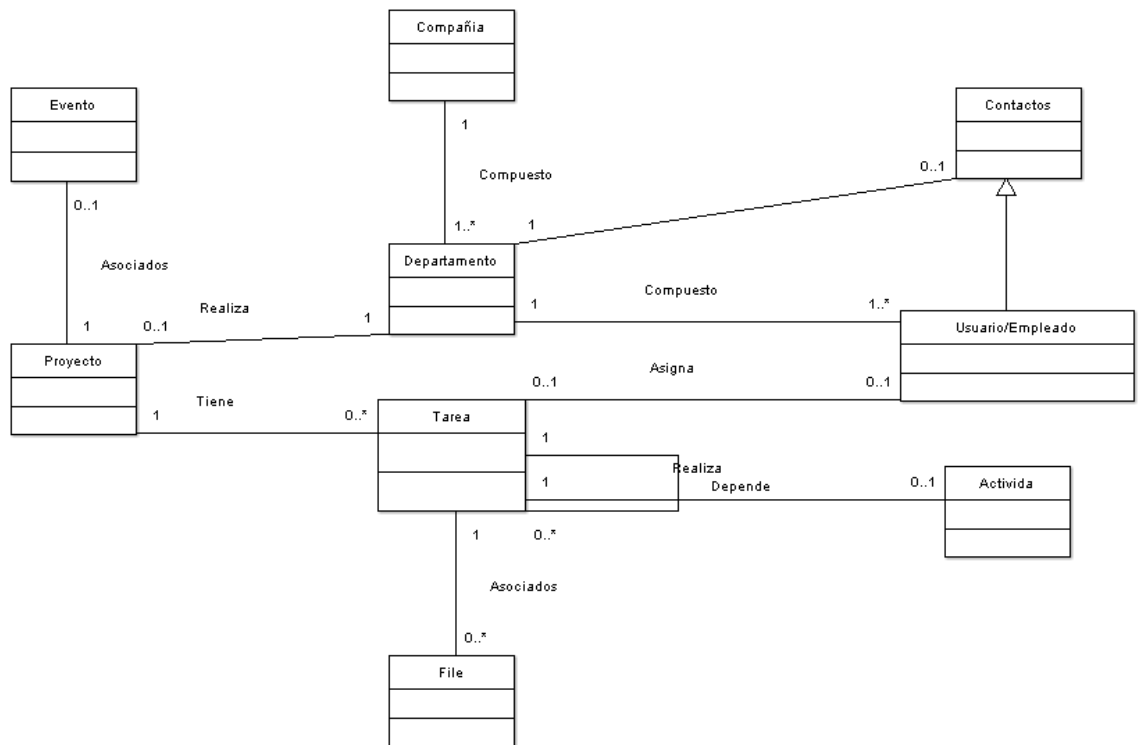 Compañia
Evento
Contactos
1
0..1
Compuesto
0..1
1..*
1
Departamento
Asociados
Compuesto
Realiza
1
1..*
1
1
0..1
Usuario/Empleado
Proyecto
Asigna
0..1
0..1
Tiene
1
0..*
Tarea
1
Realiza
1
Depende
0..1
Activida
1
0..*
Asociados
0..*
File